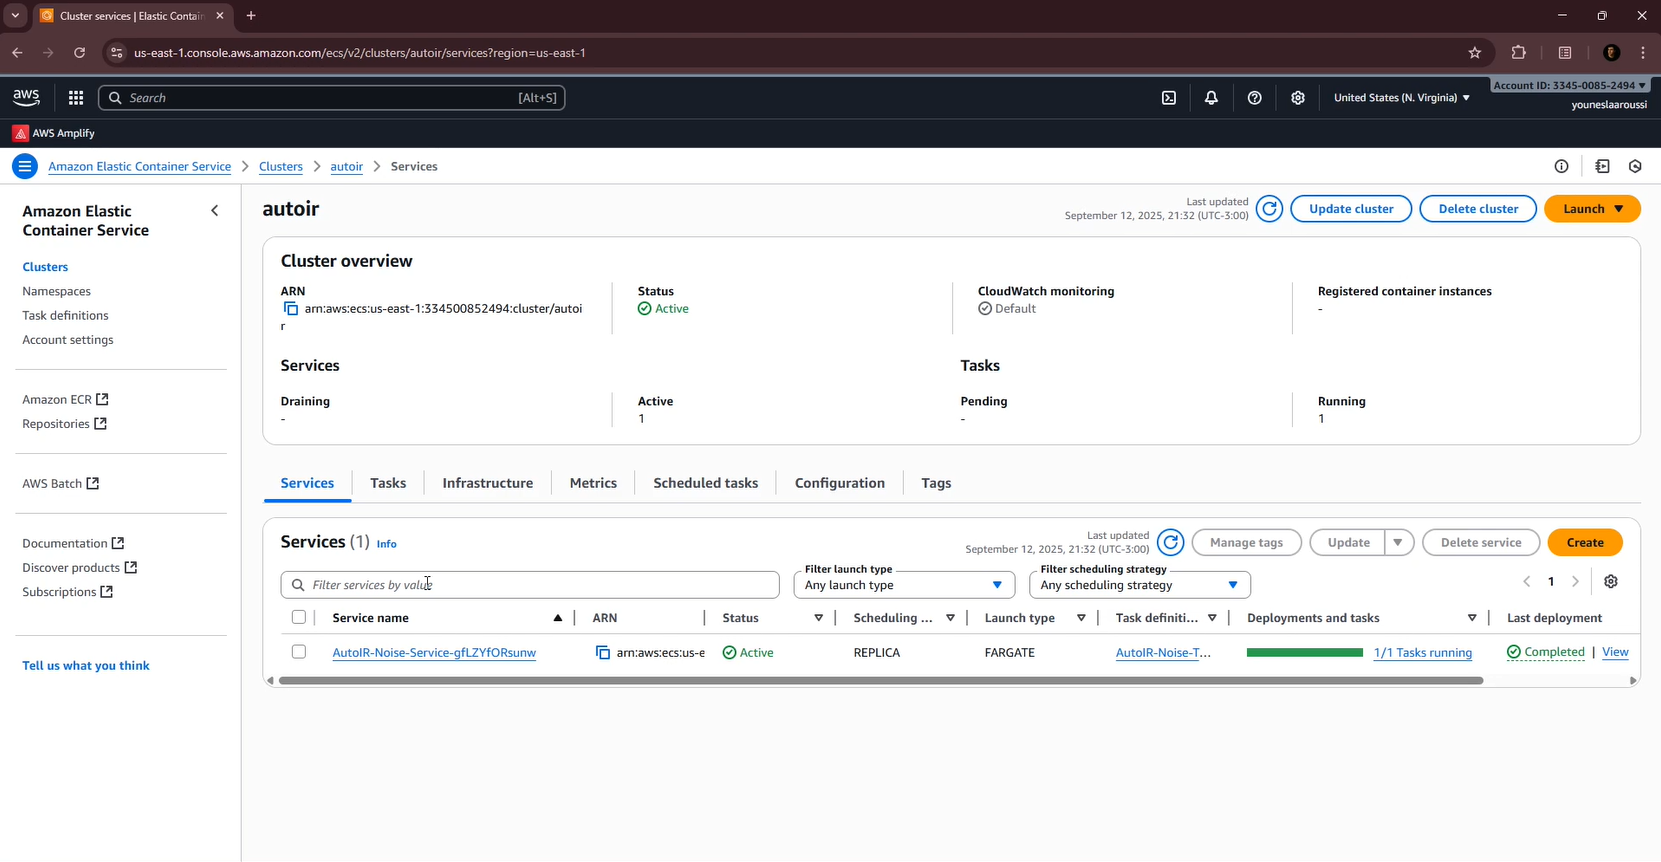 Cluster services | Elastic Contain
us-east-1.console.aws.amazon.com/ecs/v2/clusters/autoir/services?region=us-east-1
aws
Search [Alt+S]
United States (N. Virginia)
Account ID: 3345-0085-2494
youneslaaroussi
AWS Amplify
Amazon Elastic Container Service
Clusters
autoir
Services
Amazon Elastic
Container Service
Clusters
Namespaces
Task definitions
Account settings
Amazon ECR
Repositories
AWS Batch
Documentation
Discover products
Subscriptions
Tell us what you think
autoir
Last updated
September 12, 2025, 21:32 (UTC-3:00)
Update cluster
Delete cluster
Launch
Cluster overview
ARN
arn:aws:ecs:us-east-1:334500852494:cluster/autoi
r
Status
Active
CloudWatch monitoring
Default
Registered container instances
-
Services
Draining
-
Active
1
Tasks
Pending
-
Running
1
Services
Tasks
Infrastructure
Metrics
Scheduled tasks
Configuration
Tags
Services (1) Info
Last updated
September 12, 2025, 21:32 (UTC-3:00)
Manage tags
Update
Delete service
Create
Filter services by value
Filter launch type
Any launch type
Filter scheduling strategy
Any scheduling strategy
1
Service name ARN Status Scheduling ... Launch type Task definiti... Deployments and tasks Last deployment
AutoIR-Noise-Service-gfLZYfORsunw arn:aws:ecs:us-e Active REPLICA FARGATE AutoIR-Noise-T... 1/1 Tasks running Completed | View